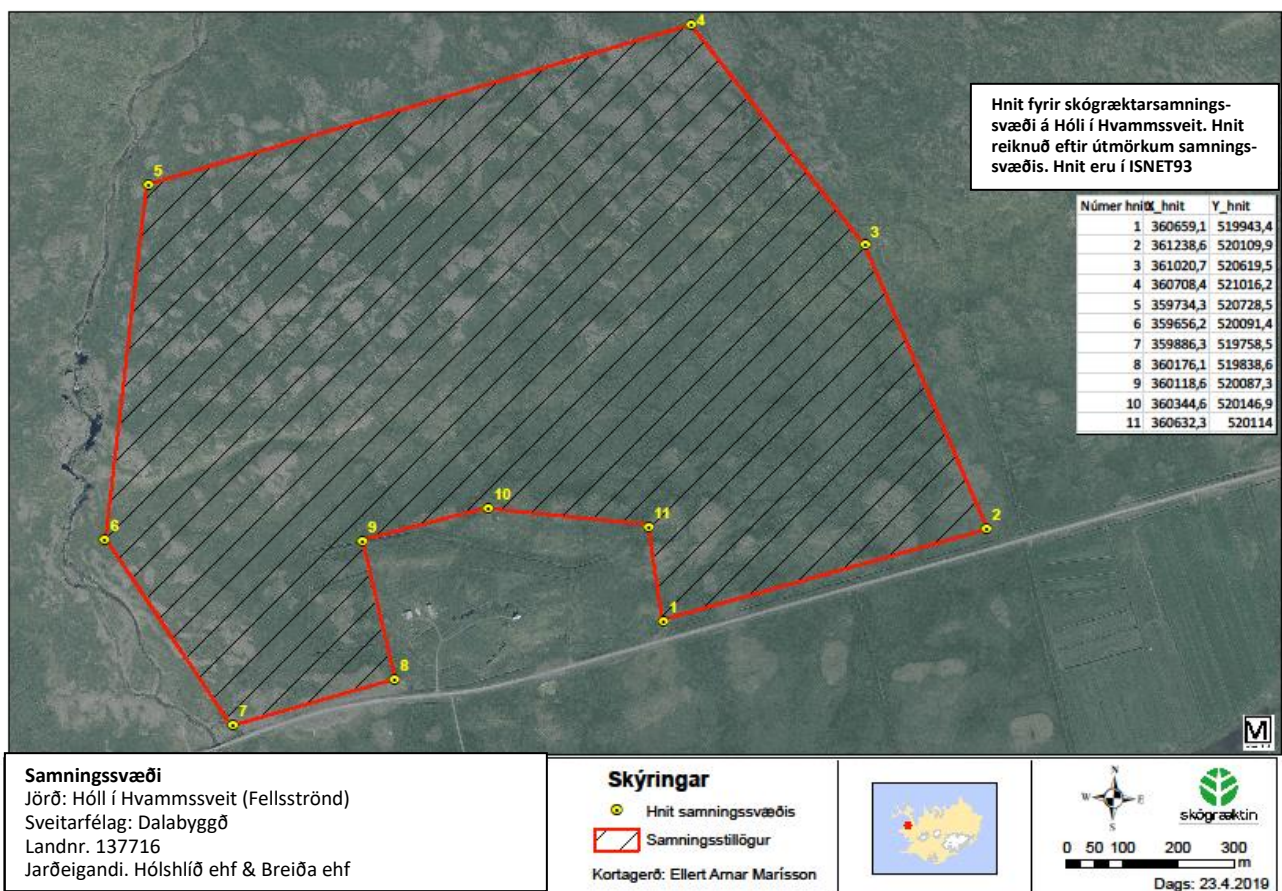 4
5
3
10
11
2
9
6
1
8
7
Hnit fyrir skógræktarsamnings-
svæði á Hóli í Hvammssveit. Hnit
reiknuð eftir útmörkum samnings-
svæðis. Hnit eru í ISNET93
Númer hnits X_hnit Y_hnit
1 360659,1 519943,4
2 361238,6 520109,9
3 361020,7 520619,5
4 360708,4 521016,2
5 359734,3 520728,5
6 359656,2 520091,4
7 359886,3 519758,5
8 360176,1 519838,6
9 360118,6 520087,3
10 360344,6 520146,9
11 360632,3 520114
Samningssvæði
Jörð: Hóll í Hvammssveit (Fellsströnd)
Sveitarfélag: Dalabyggð
Landnr. 137716
Jarðeigandi. Hólshlíð ehf & Breiða ehf
Skýringar
Hnit samningssvæðis
Samningsstillögur
Kortagerð: Ellert Arnar Marísson
N
W E
S
skógræktin
0 50 100 200 300
m
Dags: 23.4.2019